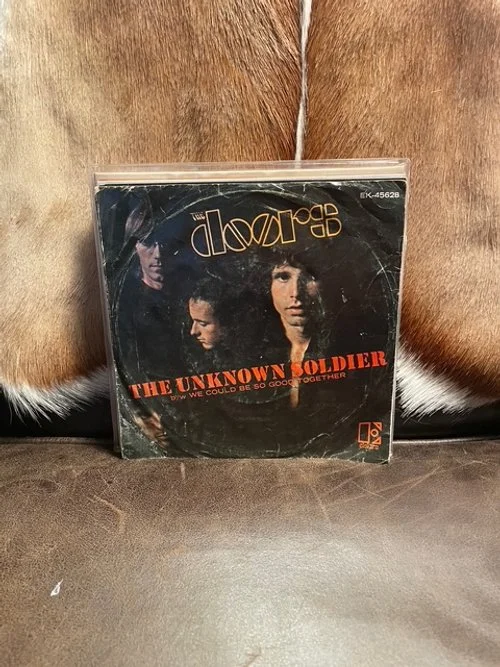 EK-45628
THE doors
THE UNKNOWN SOLDIER
b/w WE COULD BE SO GOOD TOGETHER